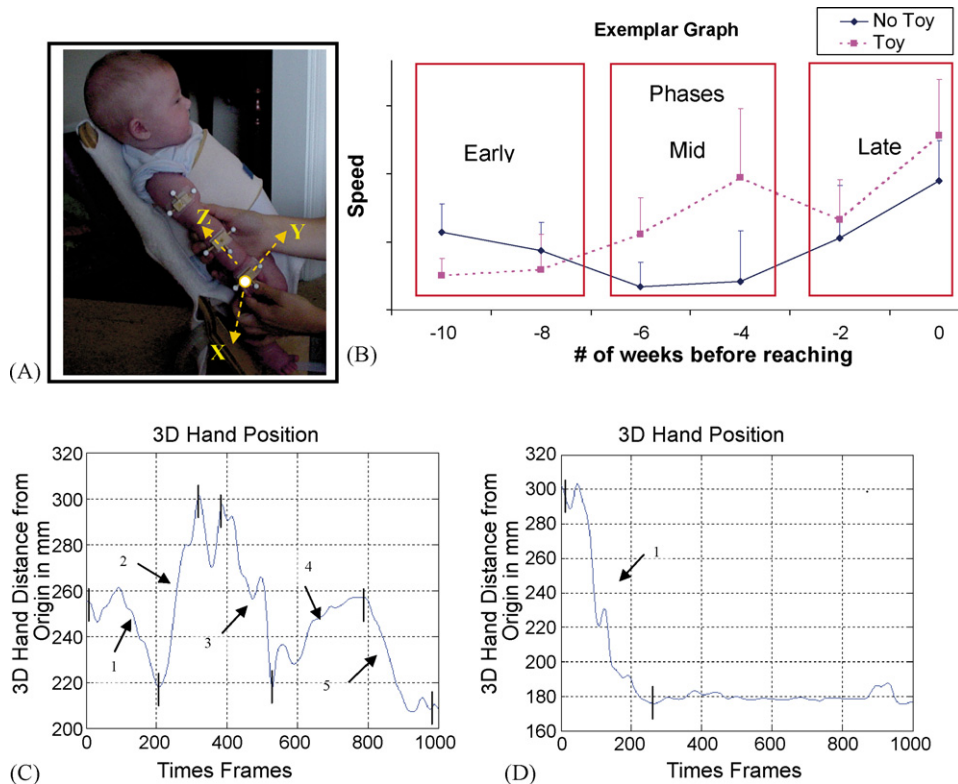 (A)
Z
Y
X
(B)
Exemplar Graph
No Toy
Toy
Phases
Early
Mid
Late
Speed
-10 -8 -6 -4 -2 0
# of weeks before reaching
(C)
3D Hand Position
3D Hand Distance from
Origin in mm
320
300
280
260
240
220
200
1
2
3
4
5
0 200 400 600 800 1000
Times Frames
(D)
3D Hand Position
3D Hand Distance from
Origin in mm
320
300
280
260
240
220
200
180
160
1
0 200 400 600 800 1000
Times Frames